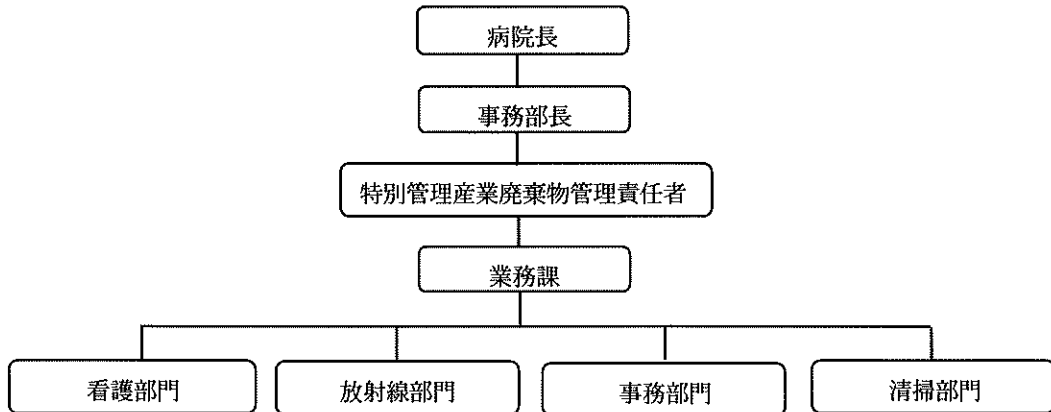 病院長
事務部長
特別管理産業廃棄物管理責任者
業務課
看護部門
放射線部門
事務部門
清掃部門